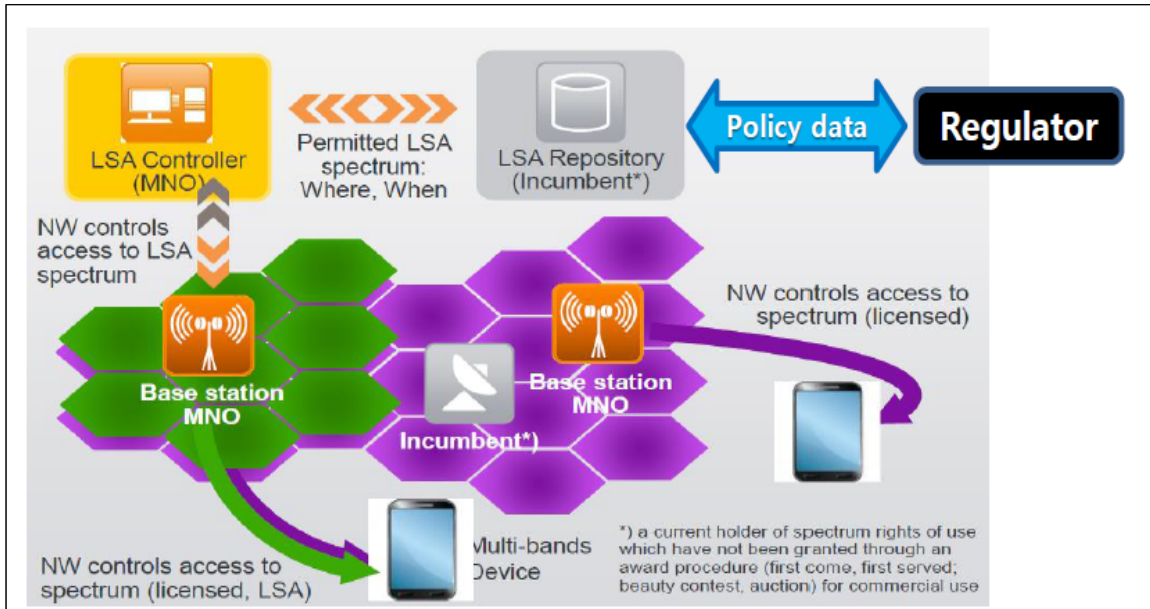 LSA Controller
(MNO)
Permitted LSA
spectrum:
Where, When
LSA Repository
(Incumbent*)
Policy data
Regulator
NW controls
access to LSA
spectrum
NW controls access to
spectrum (licensed)
Base station
MNO
Base station
MNO
Incumbent*)
NW controls access to
spectrum (licensed, LSA)
Multi-bands
Device
*) a current holder of spectrum rights of use
which have not been granted through an
award procedure (first come, first served;
beauty contest, auction) for commercial use